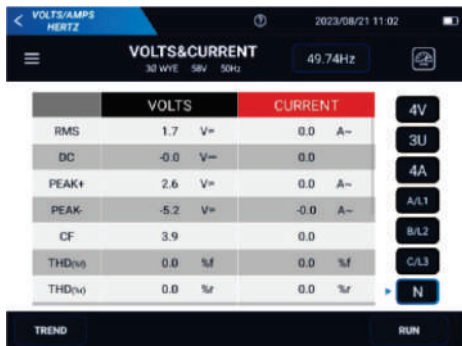 VOLTS/AMPS
HERTZ
2023/08/21 11:02
VOLTS&CURRENT
3Ø WYE 58V 50Hz
49.74Hz
VOLTS CURRENT
RMS 1.7 V≂ 0.0 A~
DC -0.0 V⎓ 0.0
PEAK+ 2.6 V≂ 0.0 A~
PEAK- -5.2 V≂ -0.0 A~
CF 3.9 0.0
THD(%f) 0.0 %f 0.0 %f
THD(%r) 0.0 %r 0.0 %r
4V
3U
4A
A/L1
B/L2
C/L3
N
TREND RUN